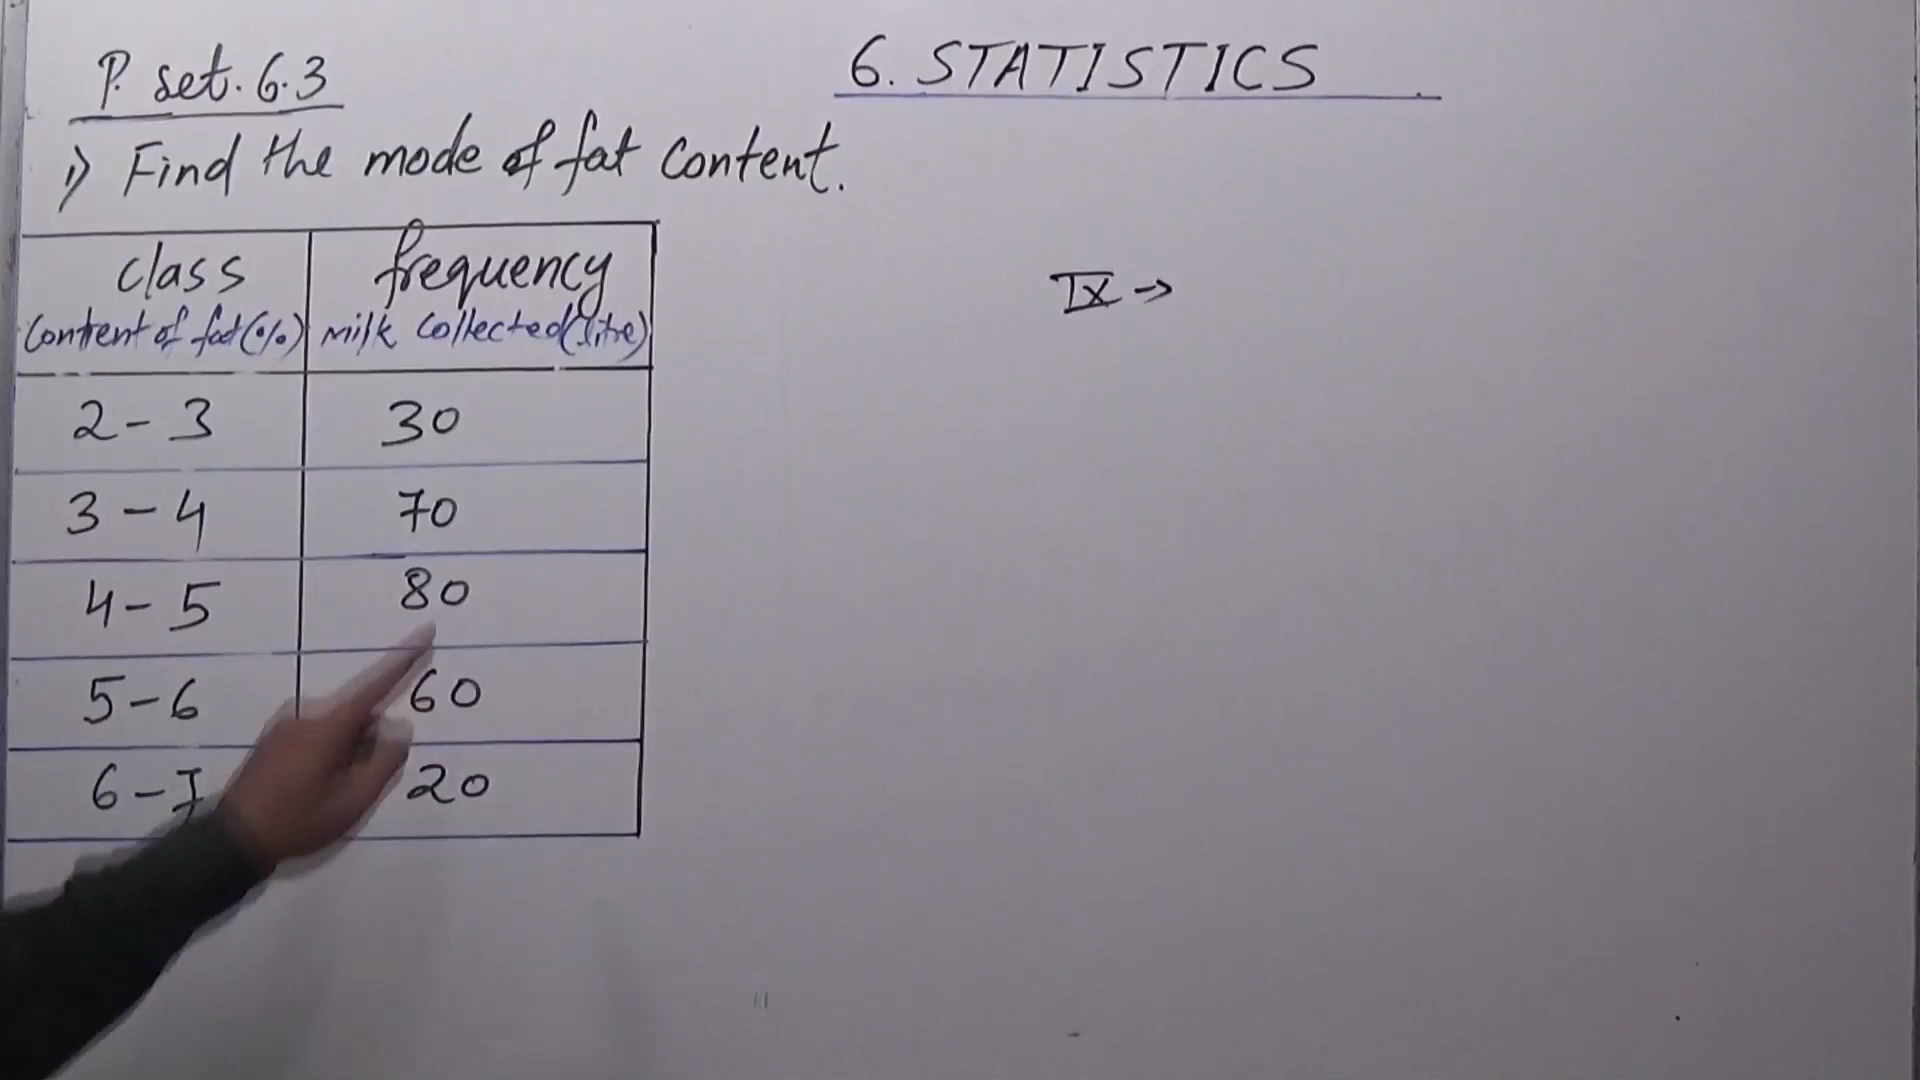 P. set. 6.3
6. STATISTICS
1) Find the mode of fat content.
class frequency
Content of fat (%) milk collected (litre)
IX →
2 - 3 30
3 - 4 70
4 - 5 80
5 - 6 60
6 - 7 20